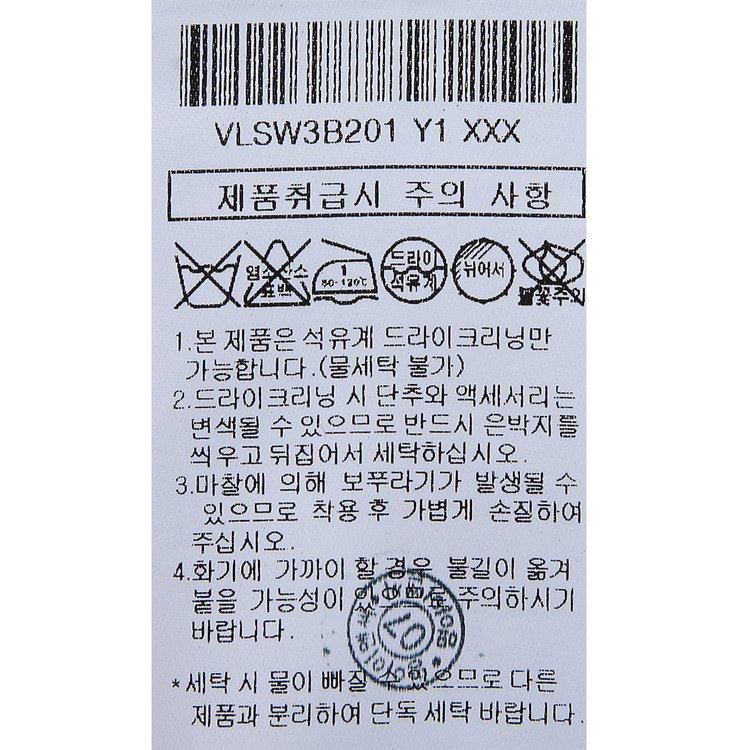 VLSW3B201 Y1 XXX
제품취급시 주의 사항
염소산소
표백
1
80-120℃
드라이
석유계
뉘어서
불꽃주의
1.본 제품은 석유계 드라이크리닝만
가능합니다.(물세탁 불가)
2.드라이크리닝 시 단추와 액세서리는
변색될 수 있으므로 반드시 은박지를
씌우고 뒤집어서 세탁하십시오.
3.마찰에 의해 보푸라기가 발생될 수
있으므로 착용 후 가볍게 손질하여
주십시오.
4.화기에 가까이 할 경우 불길이 옮겨
붙을 가능성이 있으므로 주의하시기
바랍니다.
*세탁 시 물이 빠질 수 있으므로 다른
제품과 분리하여 단독 세탁 바랍니다.